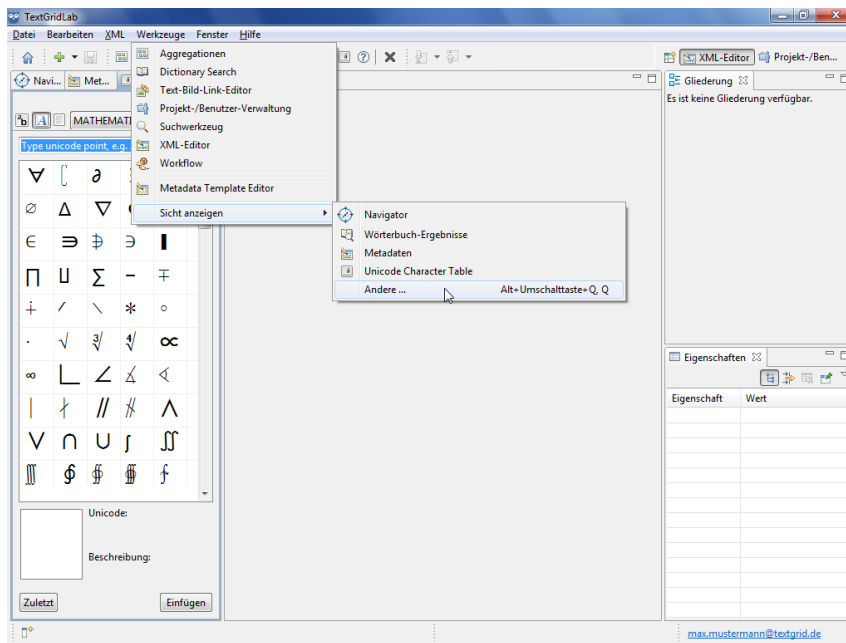 TextGridLab
Datei Bearbeiten XML Werkzeuge Fenster Hilfe
XML-Editor Projekt-/Ben...
Navi... Met...
MATHEMATI
Type unicode point, e.g.
∀ ∂
∅ Δ ∇
∈ ∋
∏ ∐ ∑ − ∓
∔ ∕ ∖ ∗ ∘
∙ √ ∛ ∜ ∝
∞ ∟ ∠ ∡ ∢
∣ ∤ ∥ ∦ ∧
∨ ∩ ∪ ∫ ∬
∭ ∮ ∯ ∰ ∱
Unicode:
Beschreibung:
Zuletzt Einfügen
Aggregationen
Dictionary Search
Text-Bild-Link-Editor
Projekt-/Benutzer-Verwaltung
Suchwerkzeug
XML-Editor
Workflow
Metadata Template Editor
Sicht anzeigen
Navigator
Wörterbuch-Ergebnisse
Metadaten
Unicode Character Table
Andere ... Alt+Umschalttaste+Q, Q
Gliederung
Es ist keine Gliederung verfügbar.
Eigenschaften
Eigenschaft Wert
max.mustermann@textgrid.de